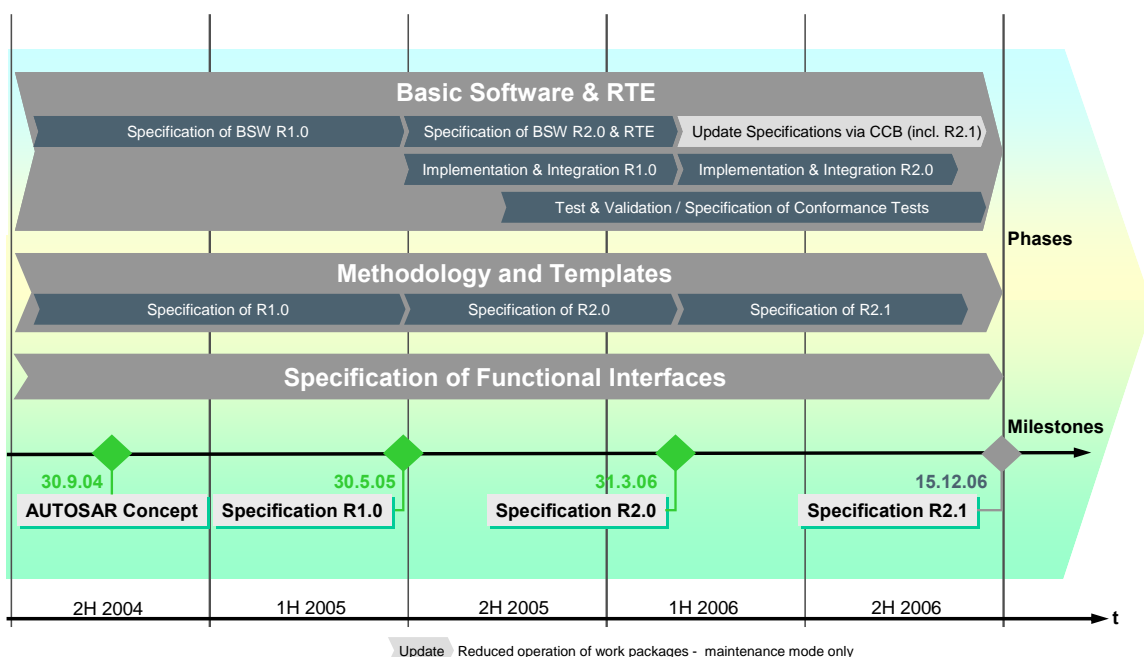 Basic Software & RTE
Specification of BSW R1.0
Specification of BSW R2.0 & RTE
Update Specifications via CCB (incl. R2.1)
Implementation & Integration R1.0
Implementation & Integration R2.0
Test & Validation / Specification of Conformance Tests
Phases
Methodology and Templates
Specification of R1.0
Specification of R2.0
Specification of R2.1
Specification of Functional Interfaces
Milestones
30.9.04
30.5.05
31.3.06
15.12.06
AUTOSAR Concept
Specification R1.0
Specification R2.0
Specification R2.1
2H 2004
1H 2005
2H 2005
1H 2006
2H 2006
t
Update
Reduced operation of work packages - maintenance mode only